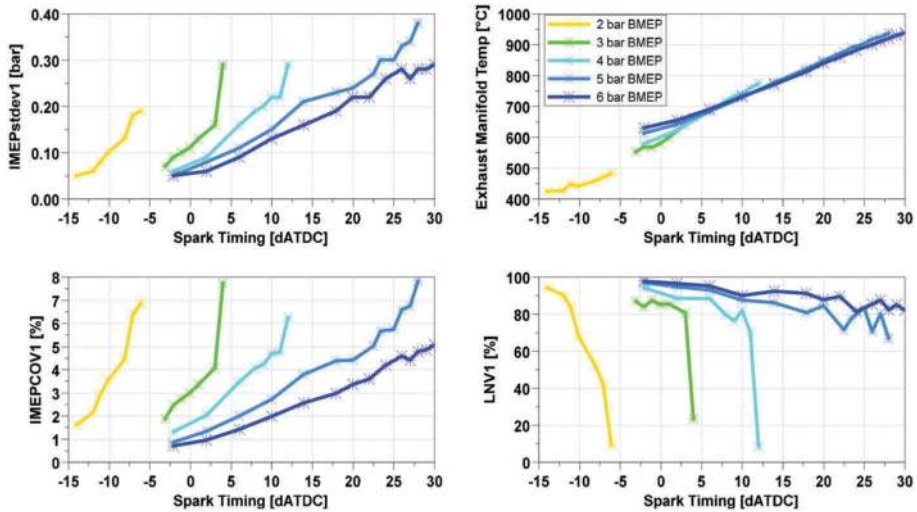 0.40
0.30
0.20
0.10
0.00
IMEPstdev1 [bar]
-15 -10 -5 0 5 10 15 20 25 30
Spark Timing [dATDC]
1000
900
800
700
600
500
400
Exhaust Manifold Temp [°C]
2 bar BMEP
3 bar BMEP
4 bar BMEP
5 bar BMEP
6 bar BMEP
-15 -10 -5 0 5 10 15 20 25 30
Spark Timing [dATDC]
8
7
6
5
4
3
2
1
0
IMEPCOV1 [%]
-15 -10 -5 0 5 10 15 20 25 30
Spark Timing [dATDC]
100
80
60
40
20
0
LNV1 [%]
-15 -10 -5 0 5 10 15 20 25 30
Spark Timing [dATDC]